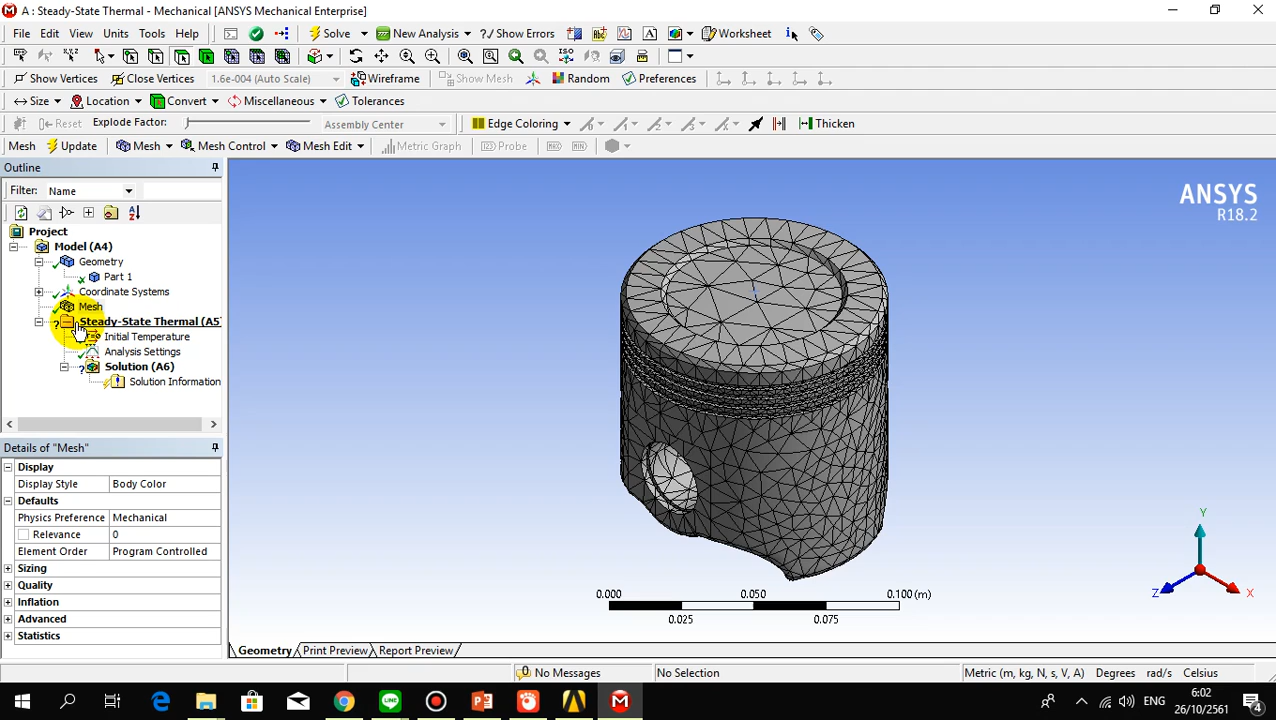 A : Steady-State Thermal - Mechanical [ANSYS Mechanical Enterprise]
File Edit View Units Tools Help Solve New Analysis ?/ Show Errors Worksheet
Show Vertices Close Vertices 1.6e-004 (Auto Scale) Wireframe Show Mesh Random Preferences
Size Location Convert Miscellaneous Tolerances
Reset Explode Factor: Assembly Center Edge Coloring Thicken
Mesh Update Mesh Mesh Control Mesh Edit Metric Graph Probe MAX MIN
Outline
Filter: Name
Project
Model (A4)
Geometry
Part 1
Coordinate Systems
Mesh
Steady-State Thermal (A5
Initial Temperature
Analysis Settings
Solution (A6)
Solution Information
Details of "Mesh"
Display
Display Style Body Color
Defaults
Physics Preference Mechanical
Relevance 0
Element Order Program Controlled
Sizing
Quality
Inflation
Advanced
Statistics
ANSYS
R18.2
0.000 0.050 0.100 (m)
0.025 0.075
Y
Z X
Geometry Print Preview Report Preview
0 No Messages No Selection Metric (m, kg, N, s, V, A) Degrees rad/s Celsius
ENG 6:02
26/10/2561
4